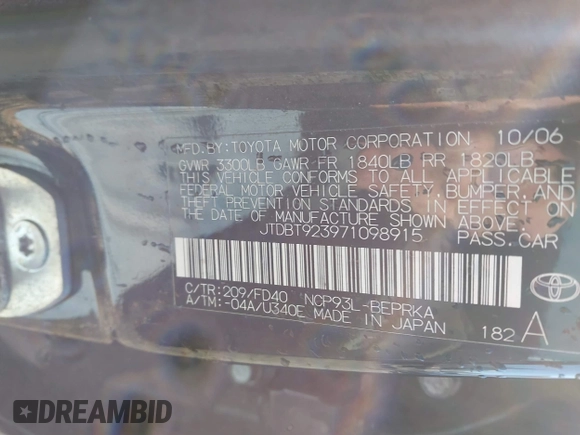 MFD.BY:TOYOTA MOTOR CORPORATION 10/06
GVWR 3300LB GAWR FR 1840LB RR 1820LB
THIS VEHICLE CONFORMS TO ALL APPLICABLE
FEDERAL MOTOR VEHICLE SAFETY, BUMPER, AND
THEFT PREVENTION STANDARDS IN EFFECT ON
THE DATE OF MANUFACTURE SHOWN ABOVE.
JTDBT923971098915 PASS.CAR
C/TR:209/FD40 NCP93L-BEPRKA
A/TM:-04A/U340E MADE IN JAPAN
182 A
DREAMBID